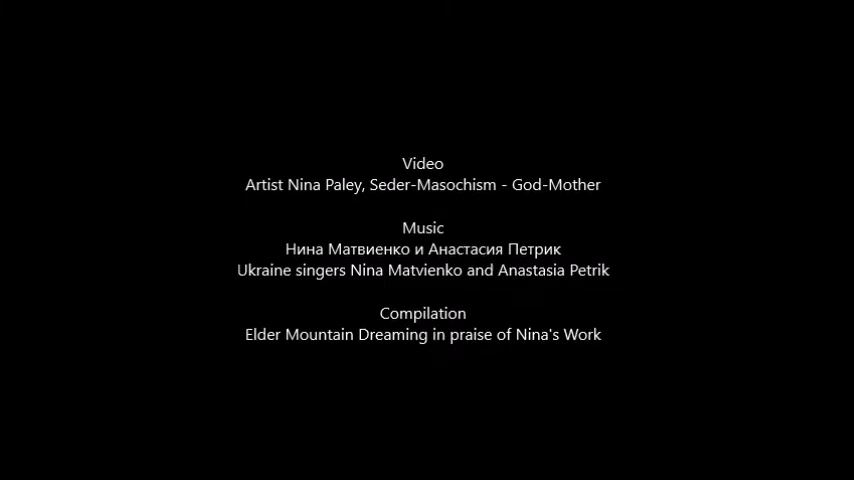 Video
Artist Nina Paley, Seder-Masochism - God-Mother
Music
Нина Матвиенко и Анастасия Петрик
Ukraine singers Nina Matvienko and Anastasia Petrik
Compilation
Elder Mountain Dreaming in praise of Nina's Work